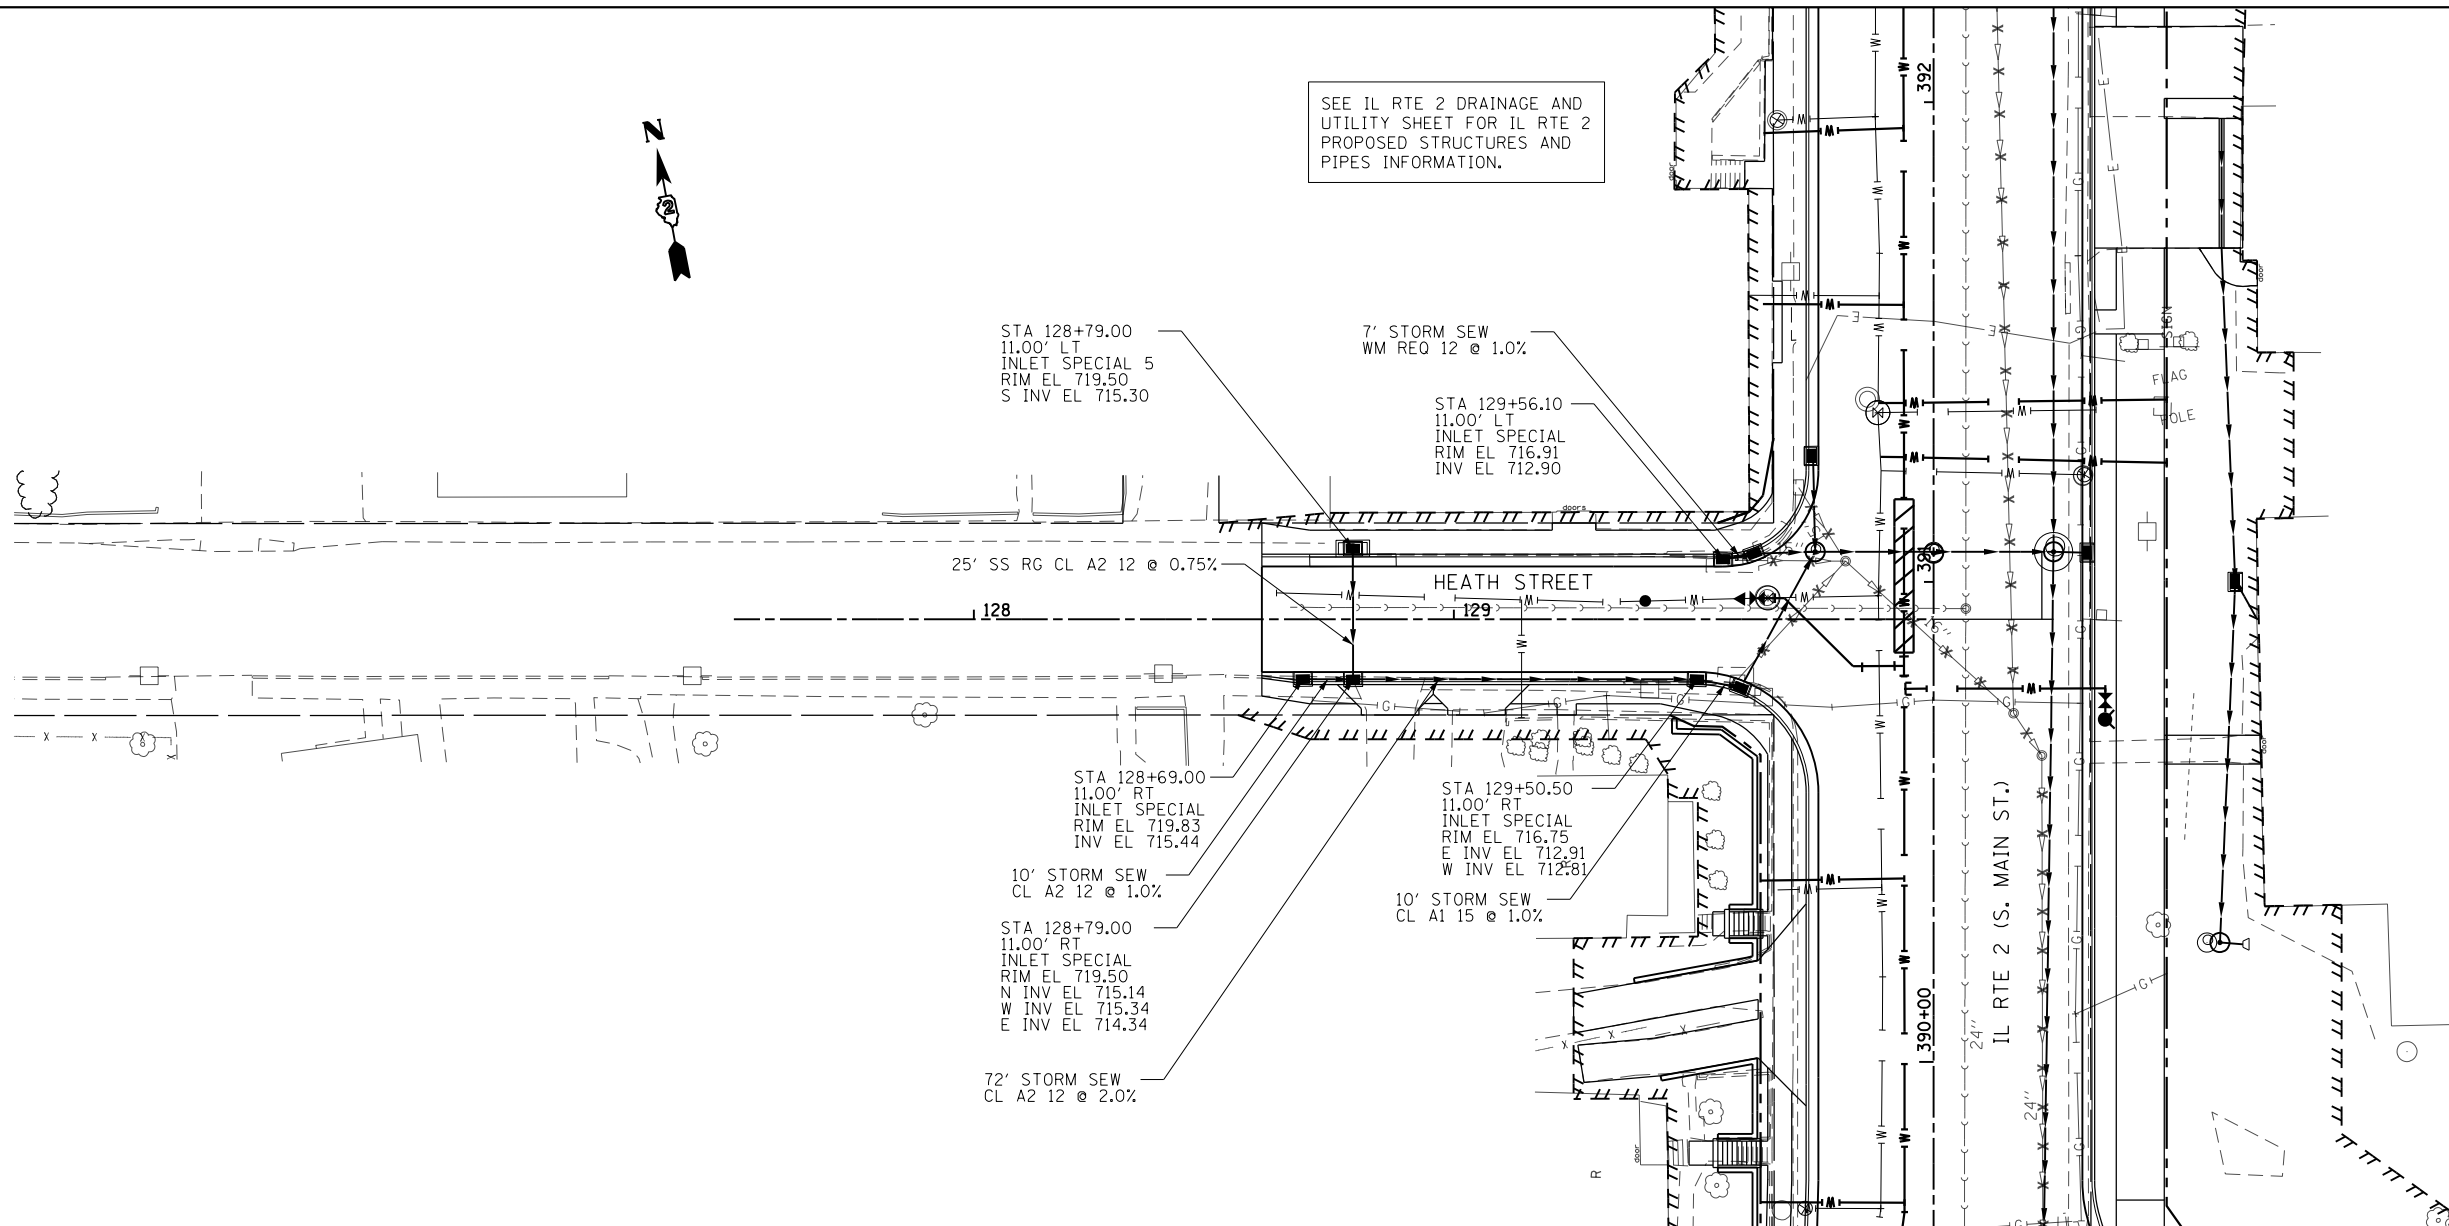 SEE IL RTE 2 DRAINAGE AND
UTILITY SHEET FOR IL RTE 2
PROPOSED STRUCTURES AND
PIPES INFORMATION.
N
2
392
STA 128+79.00
11.00' LT
INLET SPECIAL 5
RIM EL 719.50
S INV EL 715.30
7' STORM SEW
WM REQ 12 @ 1.0%
STA 129+56.10
11.00' LT
INLET SPECIAL
RIM EL 716.91
INV EL 712.90
SIGN
FLAG
POLE
door
door
doors
25' SS RG CL A2 12 @ 0.75%
HEATH STREET
391
128
129
15"
STA 128+69.00
11.00' RT
INLET SPECIAL
RIM EL 719.83
INV EL 715.44
10' STORM SEW
CL A2 12 @ 1.0%
STA 128+79.00
11.00' RT
INLET SPECIAL
RIM EL 719.50
N INV EL 715.14
W INV EL 715.34
E INV EL 714.34
72' STORM SEW
CL A2 12 @ 2.0%
STA 129+50.50
11.00' RT
INLET SPECIAL
RIM EL 716.75
E INV EL 712.91
W INV EL 712.81
10' STORM SEW
CL A1 15 @ 1.0%
IL RTE 2 (S. MAIN ST.)
390+00
24"
24"
door
door
R
R